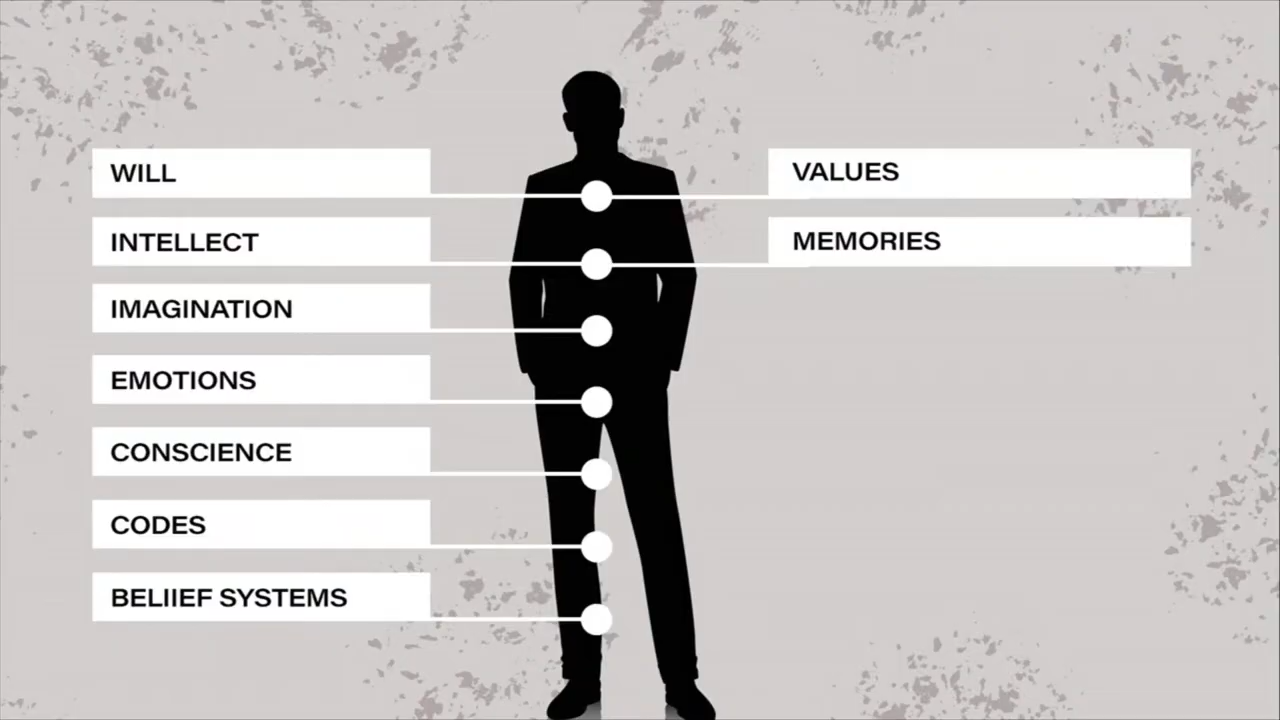 WILL
INTELLECT
IMAGINATION
EMOTIONS
CONSCIENCE
CODES
BELIIEF SYSTEMS
VALUES
MEMORIES